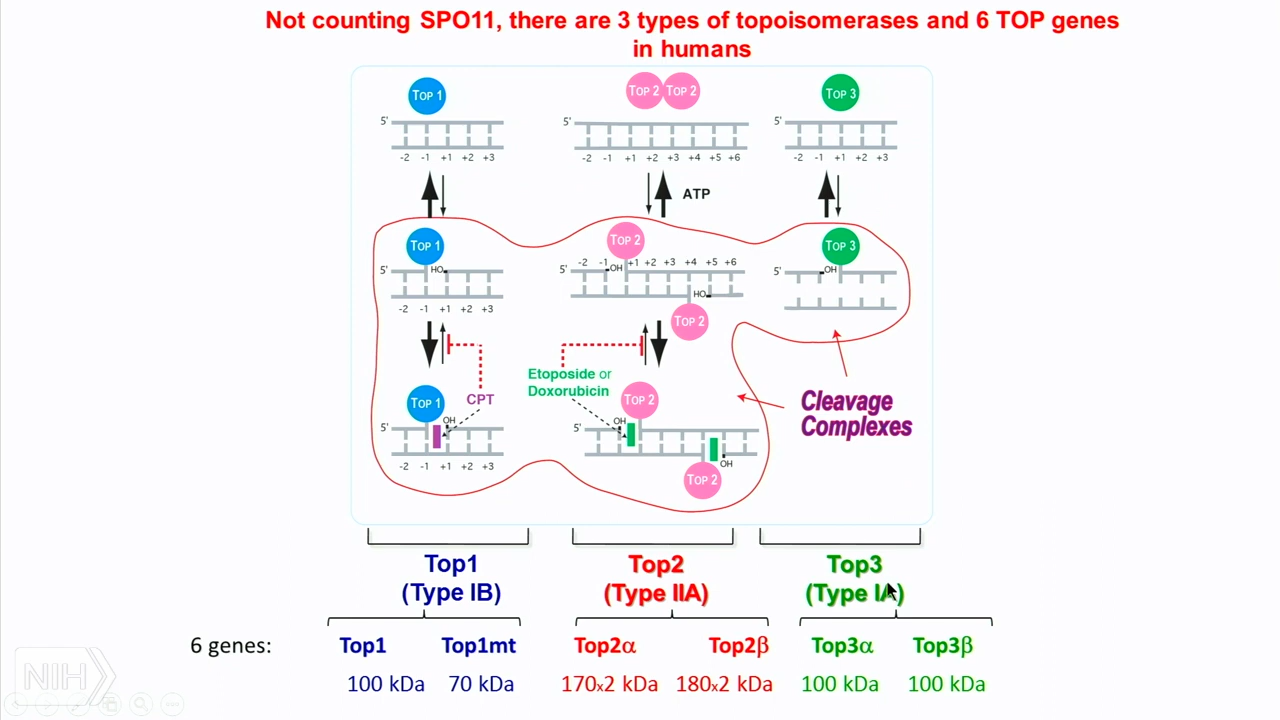 Not counting SPO11, there are 3 types of topoisomerases and 6 TOP genes
in humans
TOP 1
TOP 2 TOP 2
TOP 3
5'
5'
5'
-2 -1 +1 +2 +3
-2 -1 +1 +2 +3 +4 +5 +6
-2 -1 +1 +2 +3
ATP
TOP 1
TOP 2
TOP 3
5' HO
5' -2 -1 +1 +2 +3 +4 +5 +6
OH
5' OH
HO
-2 -1 +1 +2 +3
TOP 2
Etoposide or
Doxorubicin
CPT
TOP 1
TOP 2
Cleavage
Complexes
5' OH
5' OH
-2 -1 +1 +2 +3
OH
TOP 2
Top1
(Type IB)
Top2
(Type IIA)
Top3
(Type IA)
6 genes: Top1 Top1mt Top2α Top2β Top3α Top3β
100 kDa 70 kDa 170x2 kDa 180x2 kDa 100 kDa 100 kDa
NIH